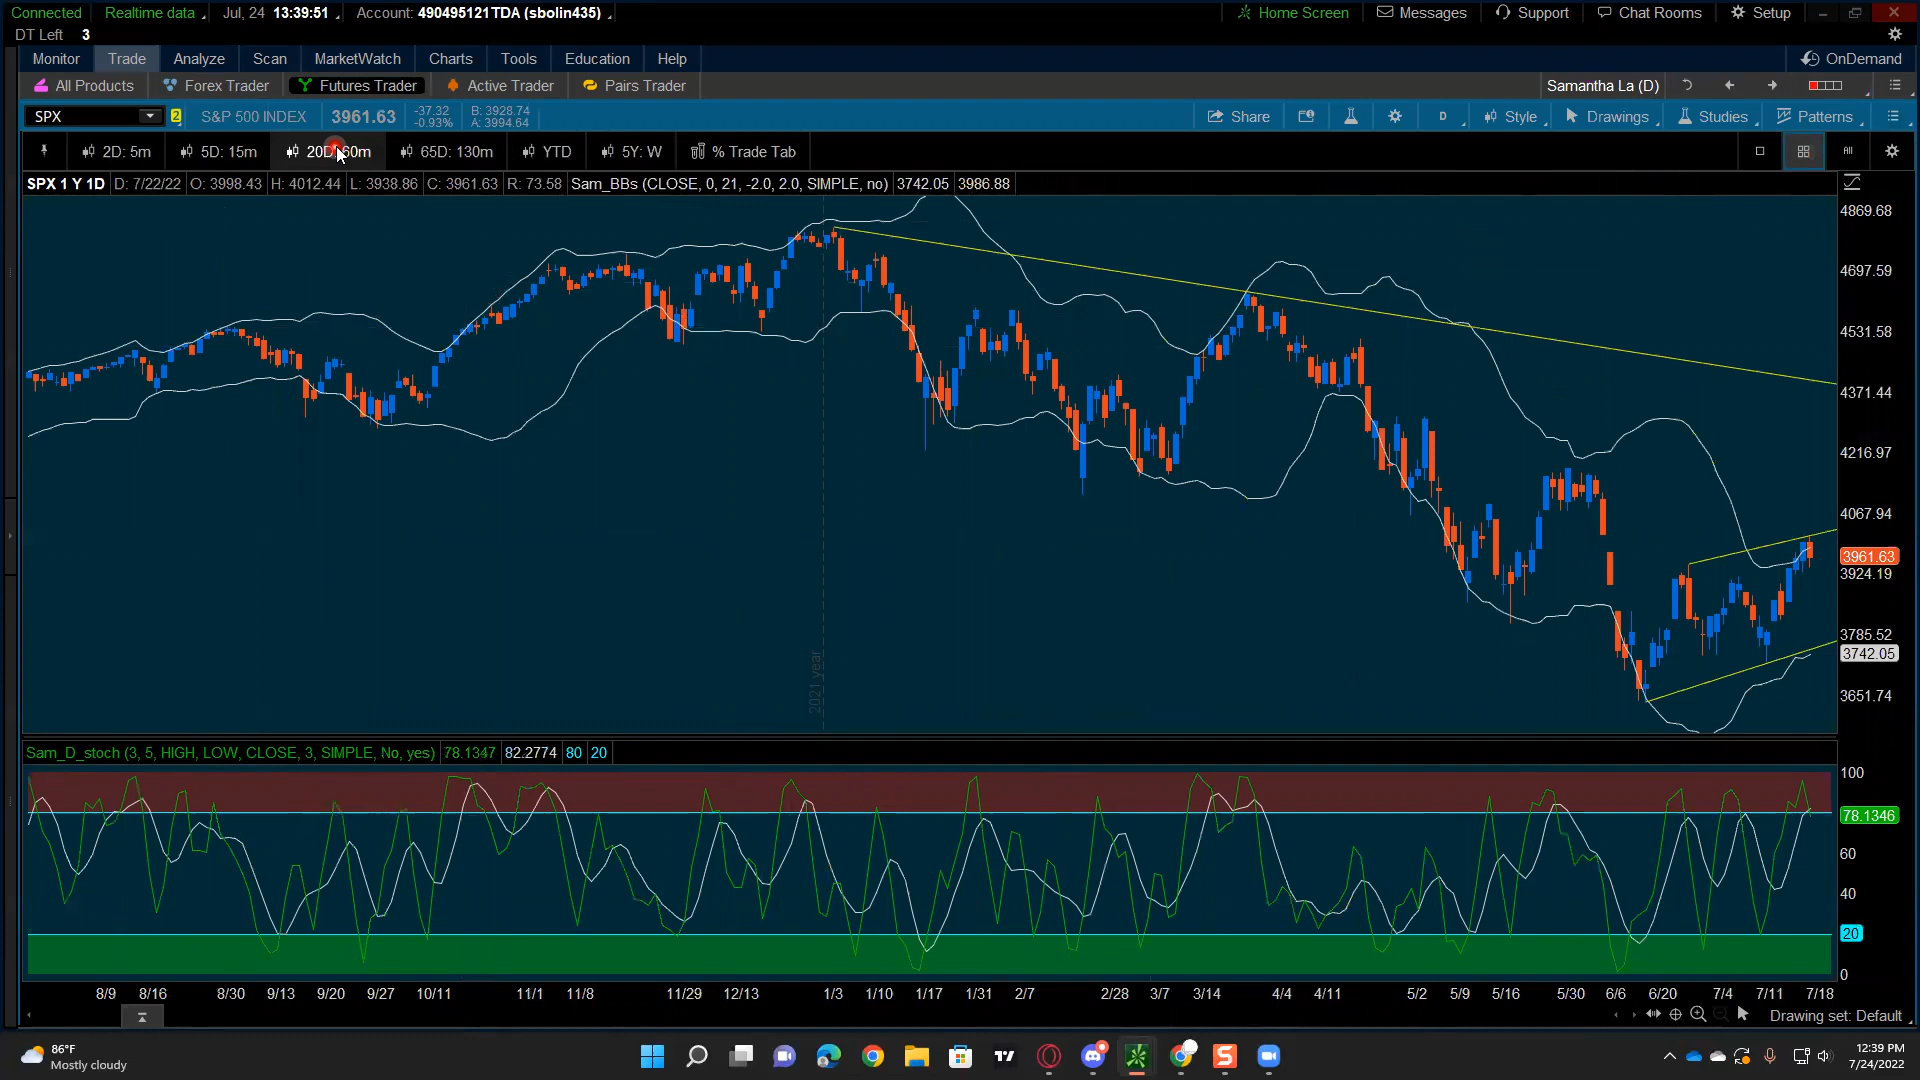 Connected Realtime data Jul, 24 13:39:51 Account: 490495121TDA (sbolin435) Home Screen Messages Support Chat Rooms Setup
DT Left 3
Monitor Trade Analyze Scan MarketWatch Charts Tools Education Help OnDemand
All Products Forex Trader Futures Trader Active Trader Pairs Trader Samantha La (D)
SPX 2 S&P 500 INDEX 3961.63 -37.32 B: 3928.74 Share D Style Drawings Studies Patterns
-0.93% A: 3994.64
2D: 5m 5D: 15m 20D: 60m 65D: 130m YTD 5Y: W % Trade Tab All
SPX 1 Y 1D D: 7/22/22 O: 3998.43 H: 4012.44 L: 3938.86 C: 3961.63 R: 73.58 Sam_BBs (CLOSE, 0, 21, -2.0, 2.0, SIMPLE, no) 3742.05 3986.88
4869.68
4697.59
4531.58
4371.44
4216.97
4067.94
3961.63
3924.19
3785.52
3742.05
3651.74
2021 year
Sam_D_stoch (3, 5, HIGH, LOW, CLOSE, 3, SIMPLE, No, yes) 78.1347 82.2774 80 20
100
78.1346
60
40
20
0
8/9 8/16 8/30 9/13 9/20 9/27 10/11 11/1 11/8 11/29 12/13 1/3 1/10 1/17 1/31 2/7 2/28 3/7 3/14 4/4 4/11 5/2 5/9 5/16 5/30 6/6 6/20 7/4 7/11 7/18
Drawing set: Default
86°F
Mostly cloudy
12:39 PM
7/24/2022